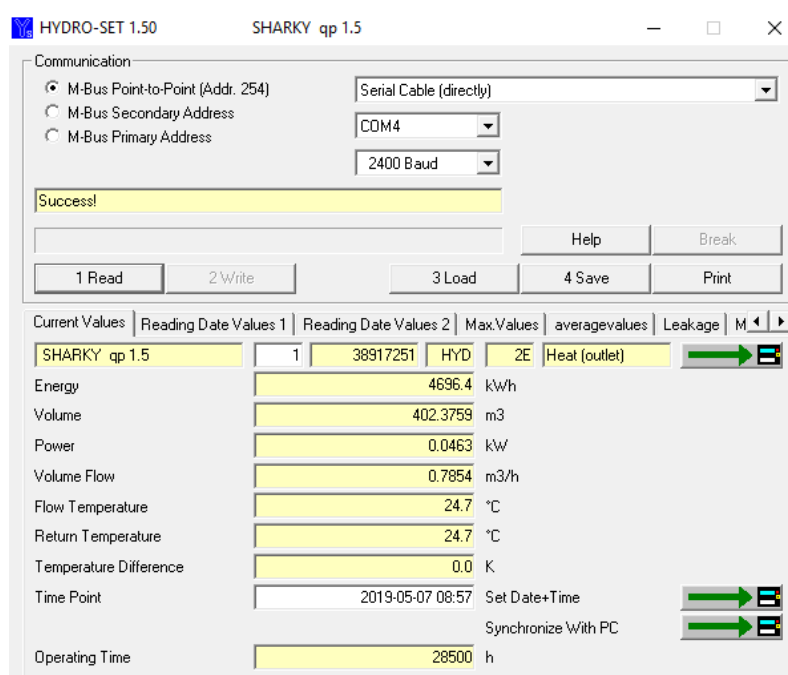 HYDRO-SET 1.50 SHARKY qp 1.5
Communication
M-Bus Point-to-Point (Addr. 254) Serial Cable (directly)
M-Bus Secondary Address
COM4
M-Bus Primary Address
2400 Baud
Success!
Help Break
1 Read 2 Write 3 Load 4 Save Print
Current Values Reading Date Values 1 Reading Date Values 2 Max.Values averagevalues Leakage M
SHARKY qp 1.5 1 38917251 HYD 2E Heat (outlet)
Energy 4696.4 kWh
Volume 402.3759 m3
Power 0.0463 kW
Volume Flow 0.7854 m3/h
Flow Temperature 24.7 °C
Return Temperature 24.7 °C
Temperature Difference 0.0 K
Time Point 2019-05-07 08:57 Set Date+Time
Synchronize With PC
Operating Time 28500 h